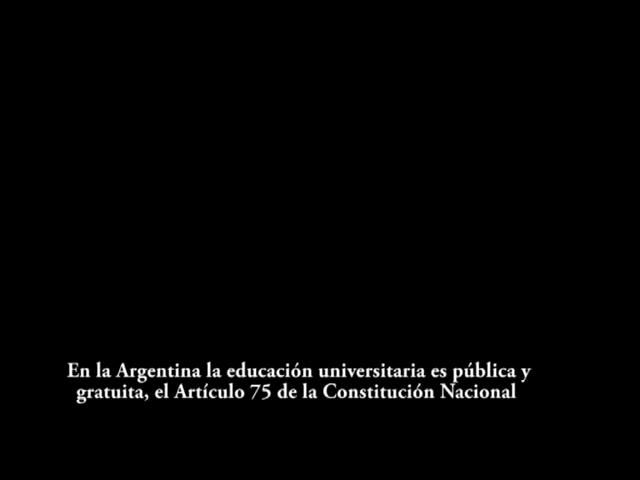 En la Argentina la educación universitaria es pública y
gratuita, el Artículo 75 de la Constitución Nacional